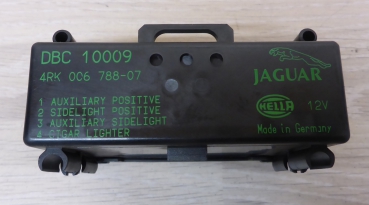 DBC 10009
4RK 006 788-07
1 AUXILIARY POSITIVE
2 SIDELIGHT POSITIVE
3 AUXILIARY SIDELIGHT
4 CIGAR LIGHTER
JAGUAR
HELLA 12V
Made in Germany